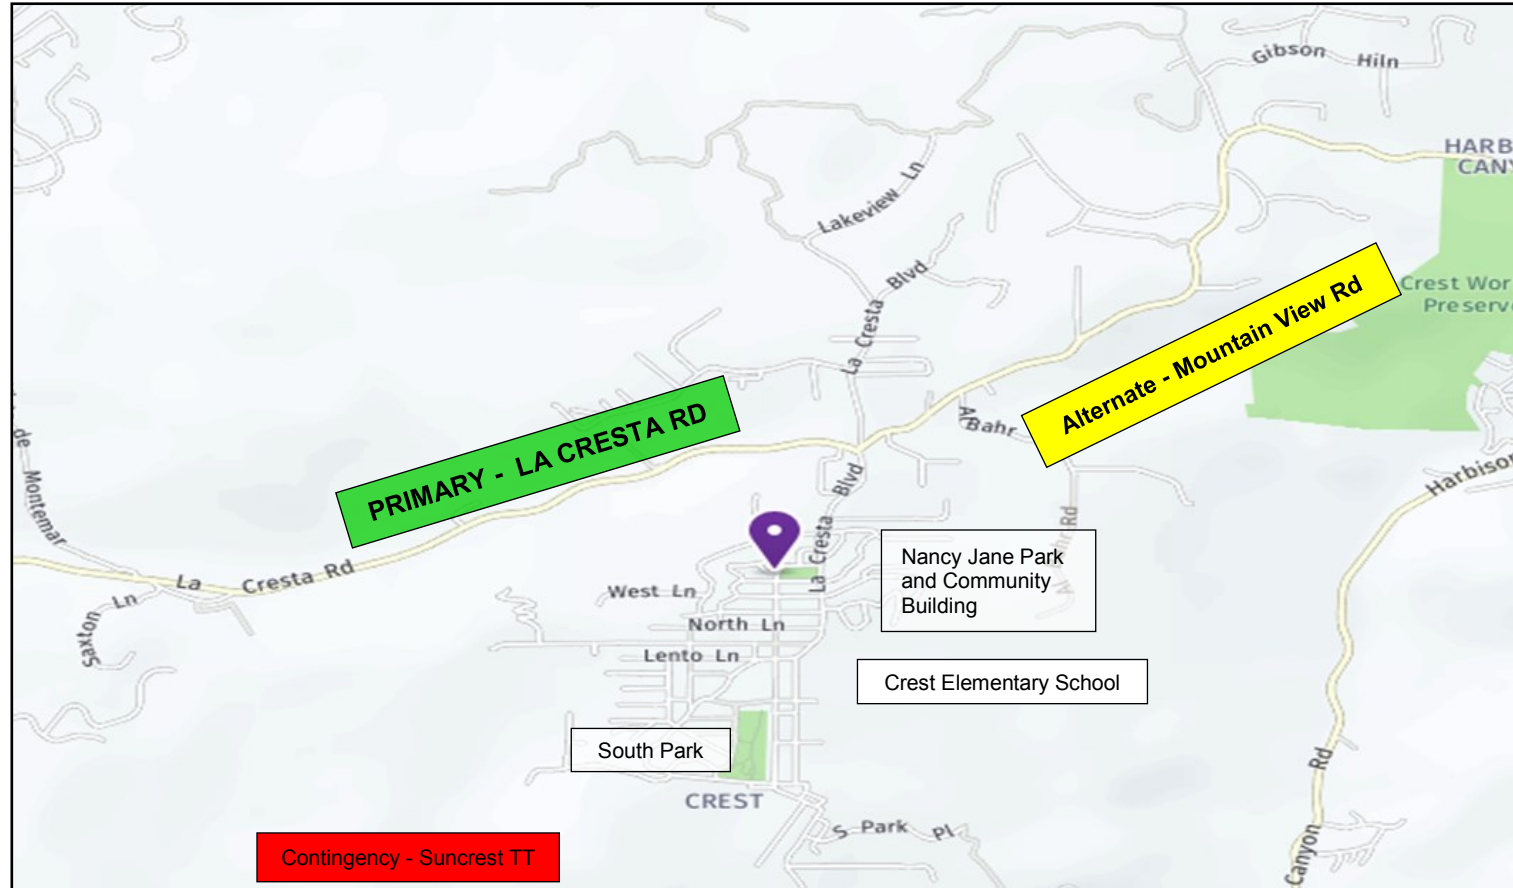 Gibson Hiln
HARB
CANY
Lakeview Ln
Crest Wor
Preserv
La Cresta Blvd
Alternate - Mountain View Rd
PRIMARY - LA CRESTA RD
A Bahr
de Montemar
Harbison
La Cresta Blvd
La Cresta Rd
Nancy Jane Park
and Community
Building
West Ln
Saxton Ln
North Ln
Lento Ln
Crest Elementary School
South Park
CREST
S Park Pl
Canyon Rd
Contingency - Suncrest TT